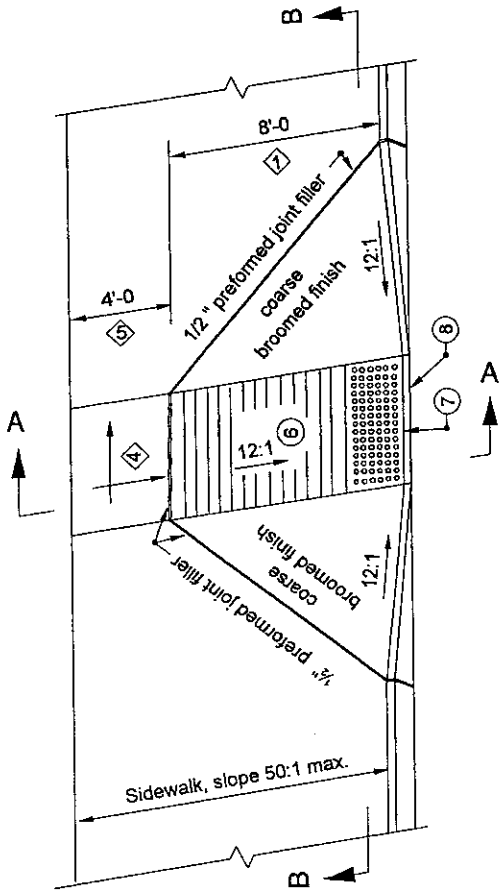 B
8'-0
1
1/2" preformed joint filler
4'-0
5
coarse
broomed finish
12:1
8
A
4
12:1
6
7
A
coarse
broomed finish
12:1
½" preformed joint filler
Sidewalk, slope 50:1 max.
B